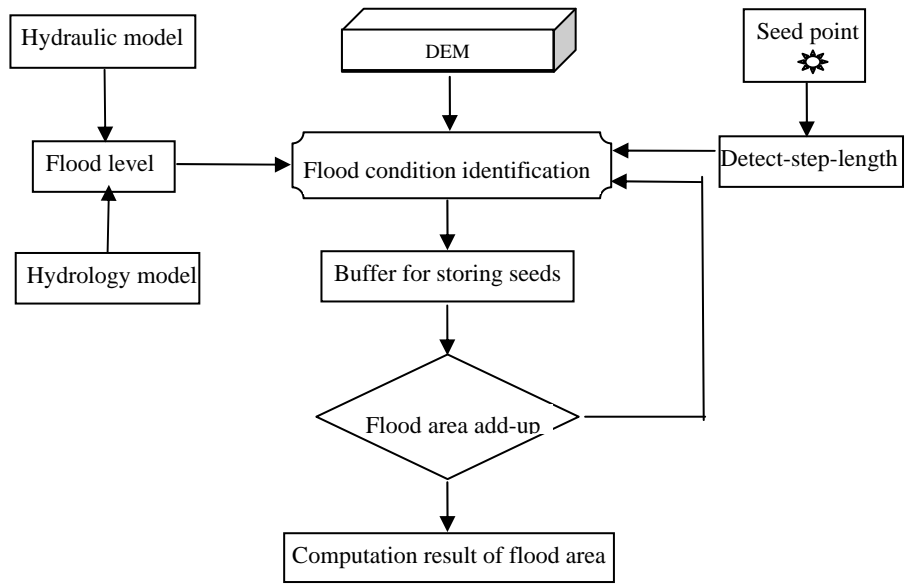 Hydraulic model
DEM
Seed point
Flood level
Flood condition identification
Detect-step-length
Hydrology model
Buffer for storing seeds
Flood area add-up
Computation result of flood area